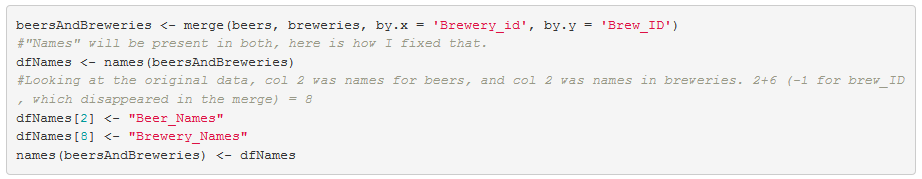 beersAndBreweries <- merge(beers, breweries, by.x = 'Brewery_id', by.y = 'Brew_ID')
#"Names" will be present in both, here is how I fixed that.
dfNames <- names(beersAndBreweries)
#Looking at the original data, col 2 was names for beers, and col 2 was names in breweries. 2+6 (-1 for brew_ID
, which disappeared in the merge) = 8
dfNames[2] <- "Beer_Names"
dfNames[8] <- "Brewery_Names"
names(beersAndBreweries) <- dfNames